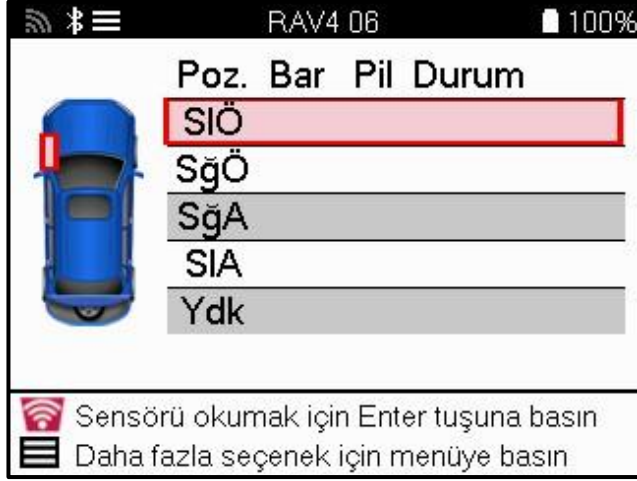 RAV4 06 100%
Poz. Bar Pil Durum
SlÖ
SğÖ
SğA
SlA
Ydk
Sensörü okumak için Enter tuşuna basın
Daha fazla seçenek için menüye basın